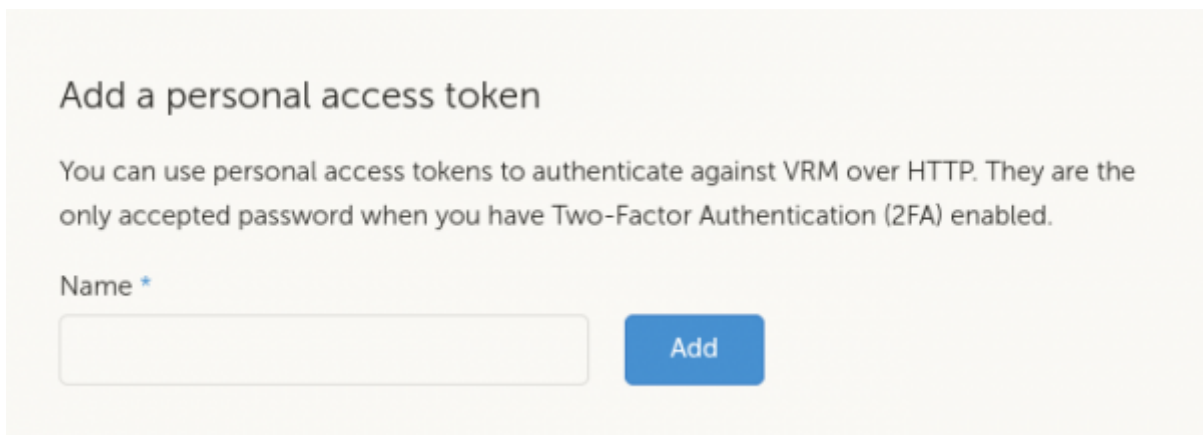 Add a personal access token
You can use personal access tokens to authenticate against VRM over HTTP. They are the
only accepted password when you have Two-Factor Authentication (2FA) enabled.
Name *
Add